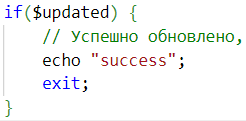 if($updated) {
// Успешно обновлено,
echo "success";
exit;
}